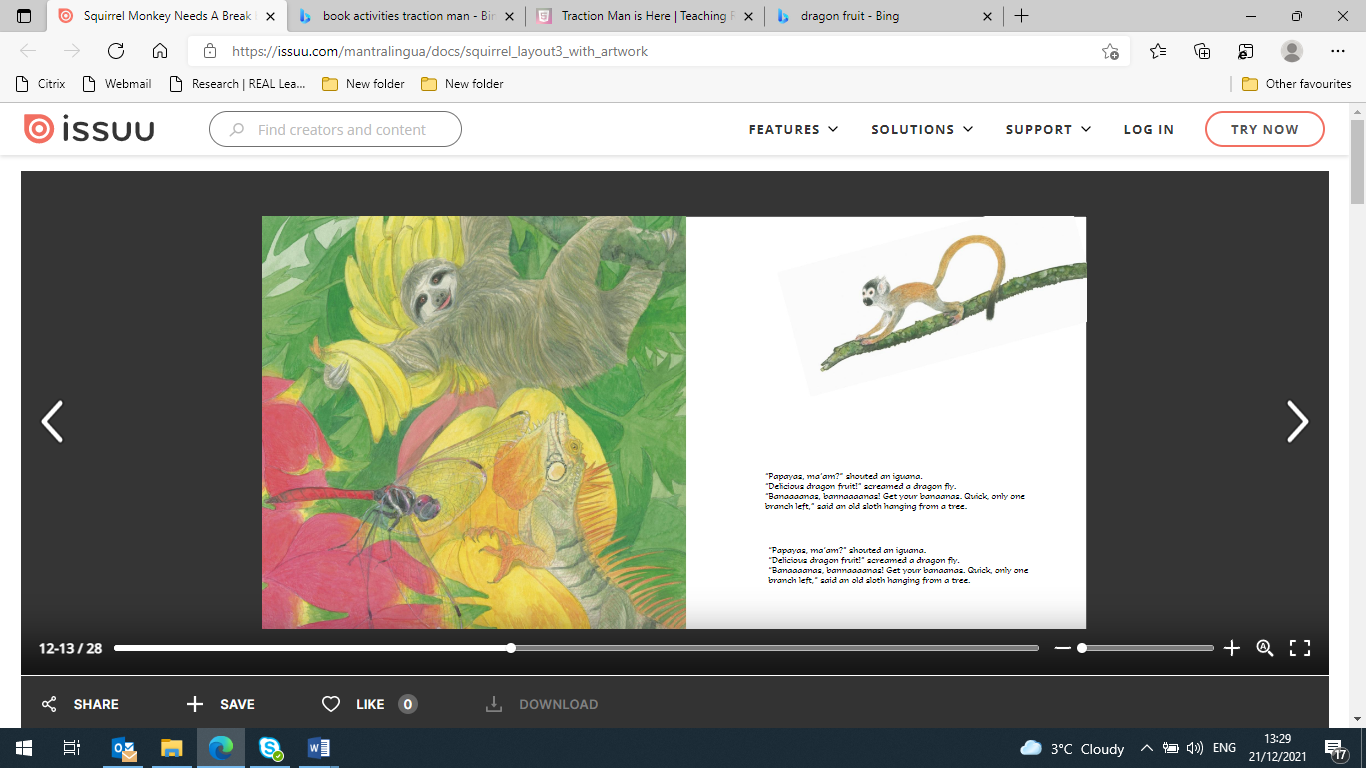 Squirrel Monkey Needs A Break
book activities traction man - Bin
Traction Man is Here | Teaching R
dragon fruit - Bing
https://issuu.com/mantralingua/docs/squirrel_layout3_with_artwork
Citrix
Webmail
Research | REAL Lea...
New folder
New folder
Other favourites
issuu
Find creators and content
FEATURES
SOLUTIONS
SUPPORT
LOG IN
TRY NOW
“Papayas, ma'am?” shouted an iguana.
“Delicious dragon fruit!” screamed a dragon fly.
“Banaaaanas, bannaaaanas! Get your banaanas. Quick, only one
branch left,” said an old sloth hanging from a tree.
“Papayas, ma'am?” shouted an iguana.
“Delicious dragon fruit!” screamed a dragon fly.
“Banaaaanas, bannaaaanas! Get your banaanas. Quick, only one
branch left,” said an old sloth hanging from a tree.
12-13 / 28
SHARE
SAVE
LIKE 0
DOWNLOAD
3°C Cloudy
ENG
13:29
21/12/2021
17